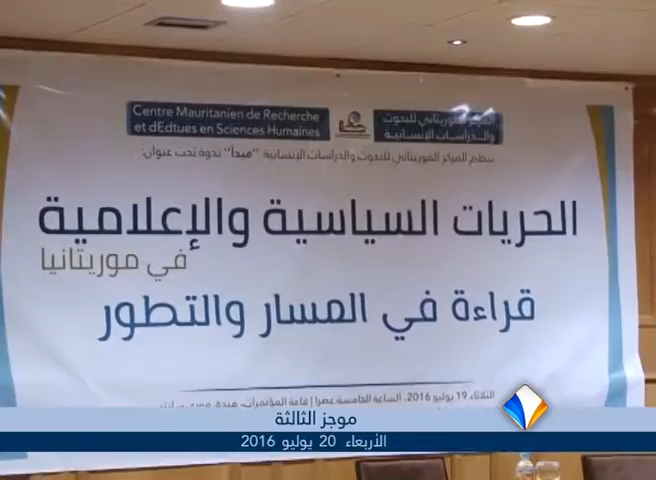 Centre Mauritanien de Recherche
et dEdtues en Sciences Humaines
المركز الموريتاني للبحوث
والدراسات الإنسانية
ينظم المركز الموريتاني للبحوث والدراسات الإنسانية "مبدأ" ندوة تحت عنوان:
الحريات السياسية والإعلامية
في موريتانيا
قراءة في المسار والتطور
الثلاثاء 19 يوليو 2016، الساعة الخامسة عصرا | قاعة المؤتمرات،
موجز الثالثة
الأربعاء 20 يوليو 2016